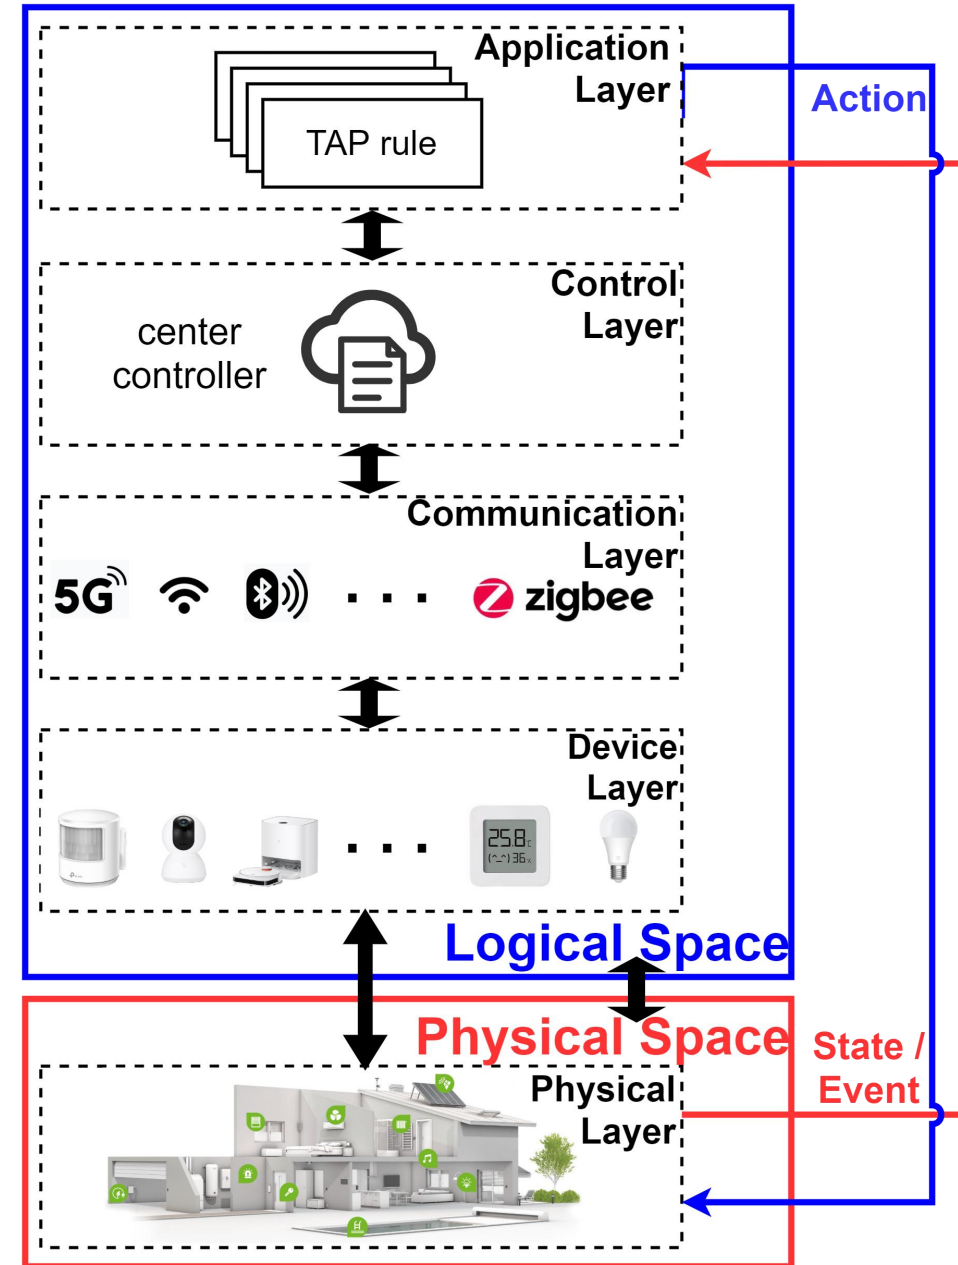 Application
Layer
Action
TAP rule
Control
Layer
center
controller
Communication
Layer
5G
zigbee
Device
Layer
25.8
(^_^) 36
Logical Space
Physical Space
State /
Event
Physical
Layer